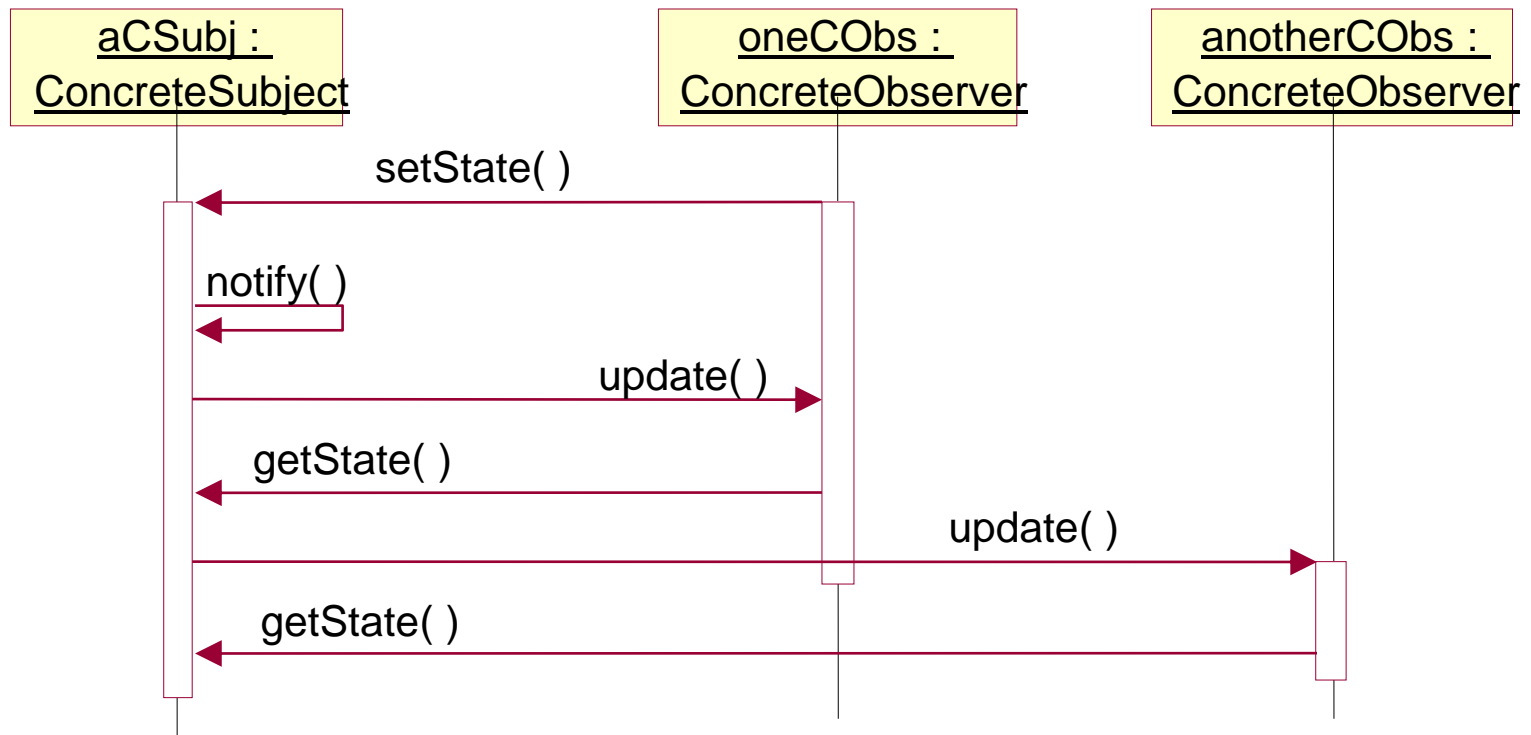 aCSubj :
ConcreteSubject
oneCObs :
ConcreteObserver
anotherCObs :
ConcreteObserver
setState( )
notify( )
update( )
getState( )
update( )
getState( )